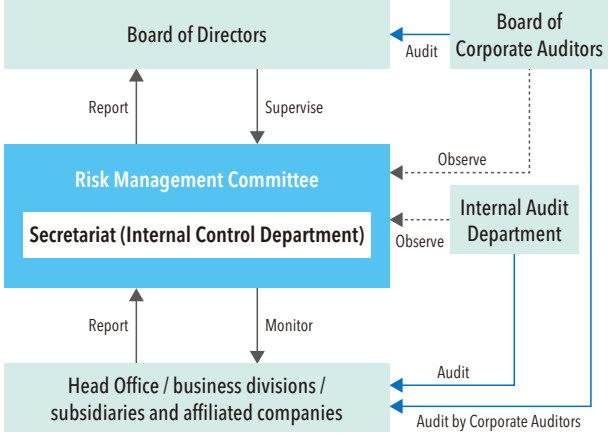 Board of Directors
Board of
Corporate Auditors
Audit
Report
Supervise
Observe
Risk Management Committee
Secretariat (Internal Control Department)
Internal Audit
Department
Observe
Report
Monitor
Audit
Head Office / business divisions /
subsidiaries and affiliated companies
Audit by Corporate Auditors